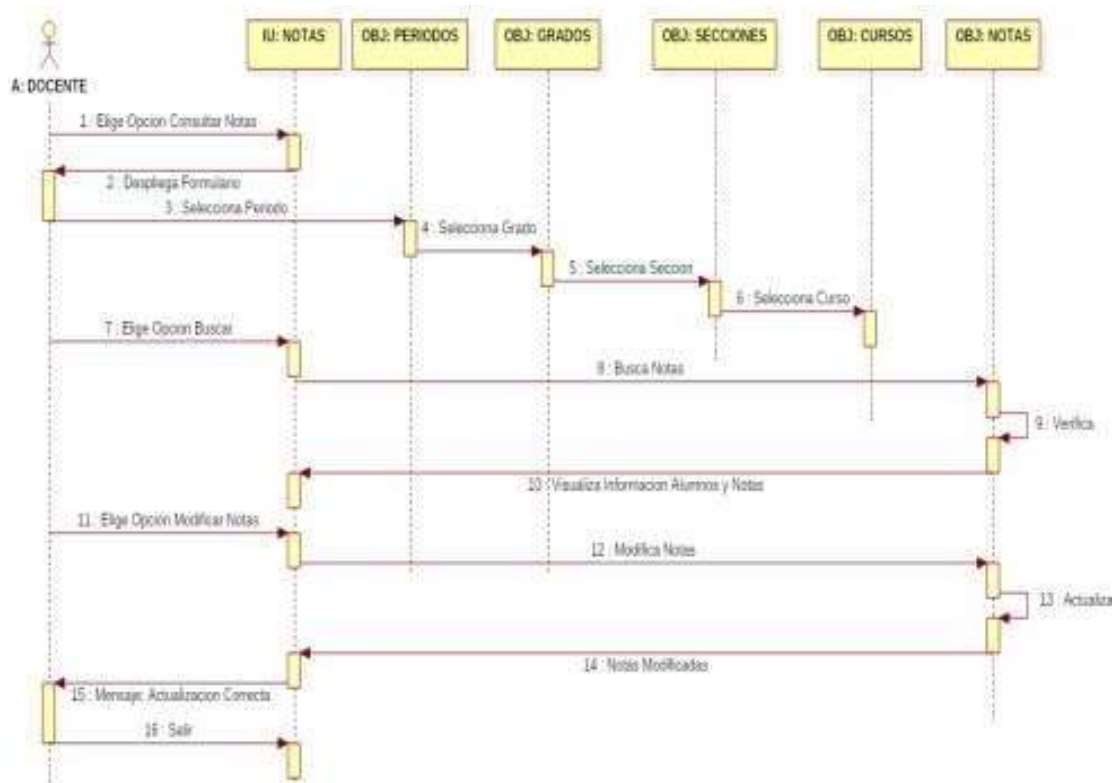 IU: NOTAS
OBJ: PERIODOS
OBJ: GRADOS
OBJ: SECCIONES
OBJ: CURSOS
OBJ: NOTAS
A: DOCENTE
1 : Elige Opcion Consultar Notas
2 : Despliega Formulario
3 : Selecciona Periodo
4 : Selecciona Grado
5 : Selecciona Seccion
6 : Selecciona Curso
7 : Elige Opcion Buscar
8 : Busca Notas
9 : Verifica
10 : Visualiza Informacion Alumnos y Notas
11 : Elige Opcion Modificar Notas
12 : Modifica Notas
13 : Actualiza
14 : Notas Modificadas
15 : Mensaje: Actualizacion Correcta
16 : Salir